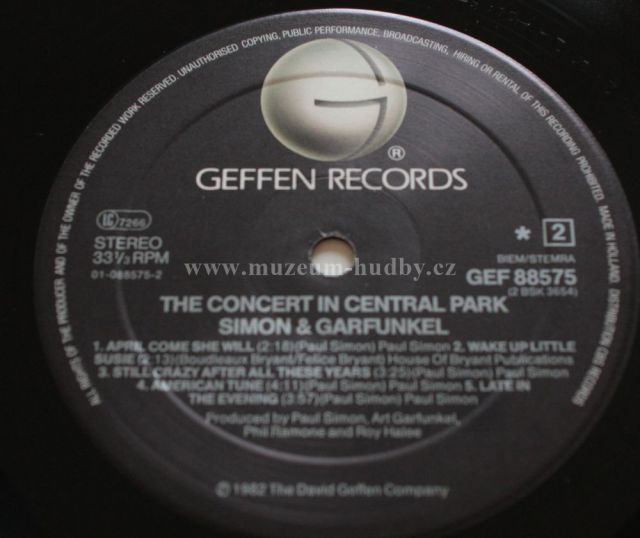 ALL RIGHTS OF THE PRODUCER AND OF THE OWNER OF THE RECORDED WORK RESERVED. UNAUTHORISED COPYING, PUBLIC PERFORMANCE, BROADCASTING, HIRING OR RENTAL OF THIS RECORDING PROHIBITED. MADE IN HOLLAND. DISTRIBUTION: CBS RECORDS
G
®
GEFFEN RECORDS
LC 7266
STEREO
33⅓ RPM
01-088575-2
* 2
BIEM/STEMRA
GEF 88575
(2 BSK 3654)
www.muzeum-hudby.cz
THE CONCERT IN CENTRAL PARK
SIMON & GARFUNKEL
1. APRIL COME SHE WILL (2:18)(Paul Simon) Paul Simon 2. WAKE UP LITTLE
SUSIE (2:13)(Boudleaux Bryant/Felice Bryant) House Of Bryant Publications
3. STILL CRAZY AFTER ALL THESE YEARS (3:25)(Paul Simon) Paul Simon
4. AMERICAN TUNE (4:11)(Paul Simon) Paul Simon 5. LATE IN
THE EVENING (3:57)(Paul Simon) Paul Simon
Produced by Paul Simon, Art Garfunkel,
Phil Ramone and Roy Halee
© 1982 The David Geffen Company